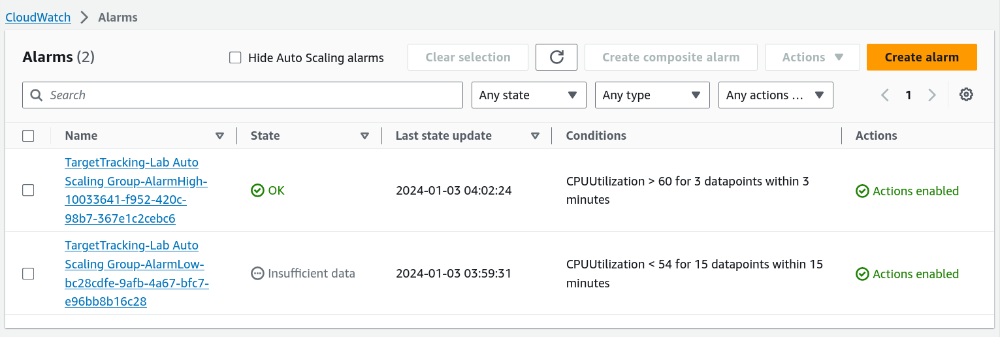 CloudWatch > Alarms
Alarms (2)
Hide Auto Scaling alarms
Clear selection
Create composite alarm
Actions
Create alarm
Search
Any state
Any type
Any actions ...
1
Name
State
Last state update
Conditions
Actions
TargetTracking-Lab Auto
Scaling Group-AlarmHigh-
10033641-f952-420c-
98b7-367e1c2cebc6
OK
2024-01-03 04:02:24
CPUUtilization > 60 for 3 datapoints within 3
minutes
Actions enabled
TargetTracking-Lab Auto
Scaling Group-AlarmLow-
bc28cdfe-9afb-4a67-bfc7-
e96bb8b16c28
Insufficient data
2024-01-03 03:59:31
CPUUtilization < 54 for 15 datapoints within 15
minutes
Actions enabled